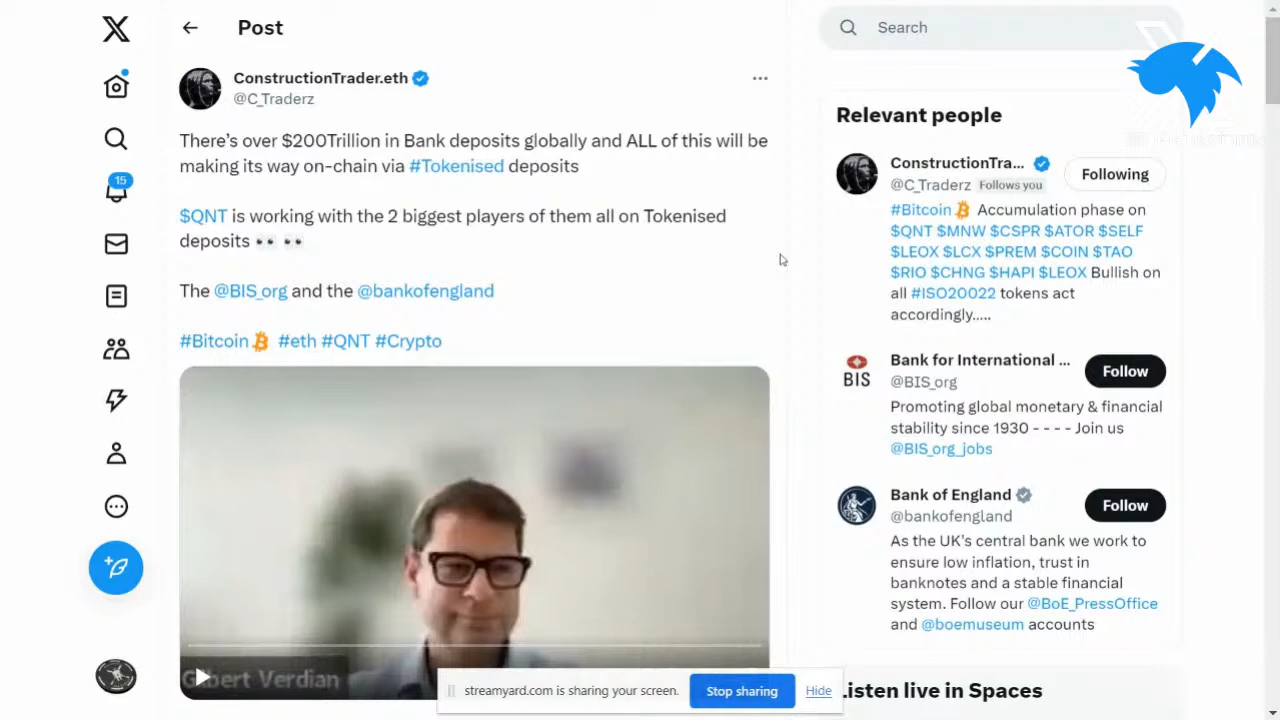 Post
Search
ConstructionTrader.eth
@C_Traderz
There's over $200Trillion in Bank deposits globally and ALL of this will be
making its way on-chain via #Tokenised deposits
$QNT is working with the 2 biggest players of them all on Tokenised
deposits 👀 👀
The @BIS_org and the @bankofengland
#Bitcoin #eth #QNT #Crypto
Gilbert Verdian
15
Relevant people
ConstructionTra...
@C_Traderz Follows you
Following
#Bitcoin Accumulation phase on
$QNT $MNW $CSPR $ATOR $SELF
$LEOX $LCX $PREM $COIN $TAO
$RIO $CHNG $HAPI $LEOX Bullish on
all #ISO20022 tokens act
accordingly.....
BIS
Bank for International ...
@BIS_org
Follow
Promoting global monetary & financial
stability since 1930 - - - - Join us
@BIS_org_jobs
Bank of England
@bankofengland
Follow
As the UK's central bank we work to
ensure low inflation, trust in
banknotes and a stable financial
system. Follow our @BoE_PressOffice
and @boemuseum accounts
Listen live in Spaces
streamyard.com is sharing your screen.
Stop sharing
Hide